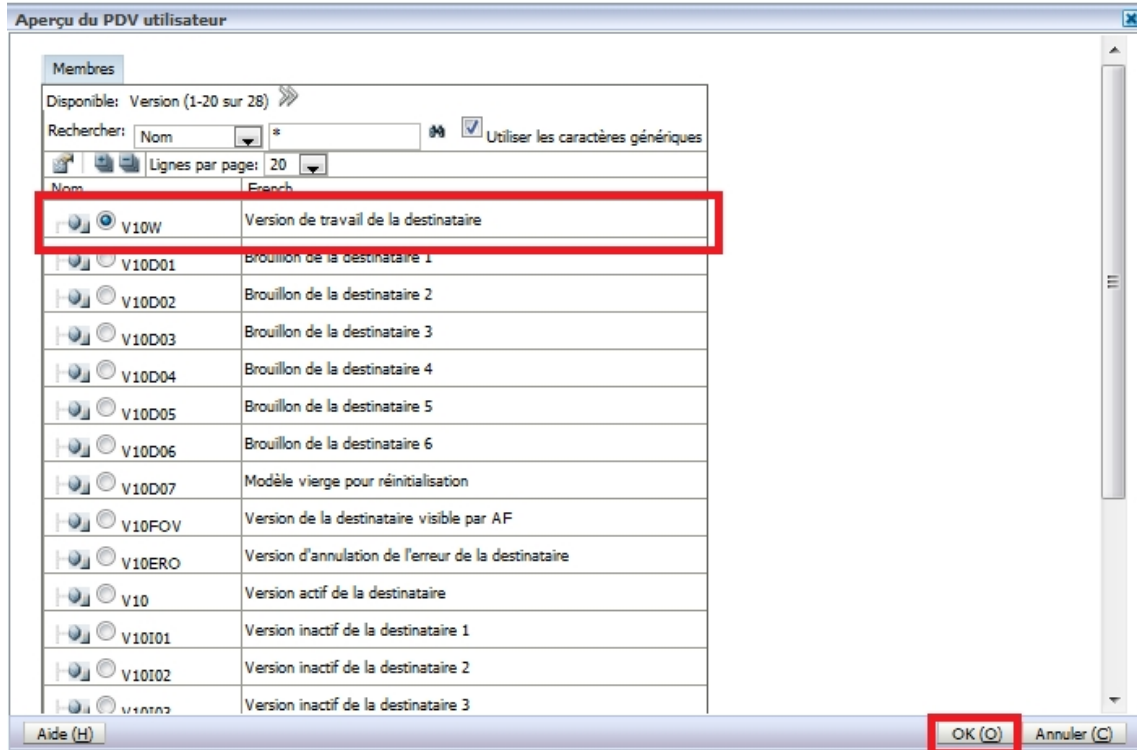 Aperçu du PDV utilisateur
Membres
Disponible: Version (1-20 sur 28)
Rechercher: Nom * Utiliser les caractères génériques
Lignes par page: 20
Nom French
V10W Version de travail de la destinataire
V10D01 Brouillon de la destinataire 1
V10D02 Brouillon de la destinataire 2
V10D03 Brouillon de la destinataire 3
V10D04 Brouillon de la destinataire 4
V10D05 Brouillon de la destinataire 5
V10D06 Brouillon de la destinataire 6
V10D07 Modèle vierge pour réinitialisation
V10FOV Version de la destinataire visible par AF
V10ERO Version d'annulation de l'erreur de la destinataire
V10 Version actif de la destinataire
V10I01 Version inactif de la destinataire 1
V10I02 Version inactif de la destinataire 2
V10I03 Version inactif de la destinataire 3
Aide (H) OK (O) Annuler (C)